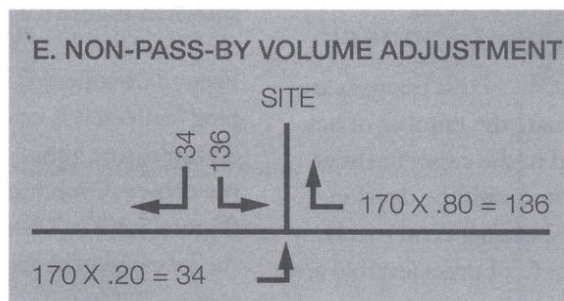 'E. NON-PASS-BY VOLUME ADJUSTMENT
SITE
34
136
170 X .80 = 136
170 X .20 = 34